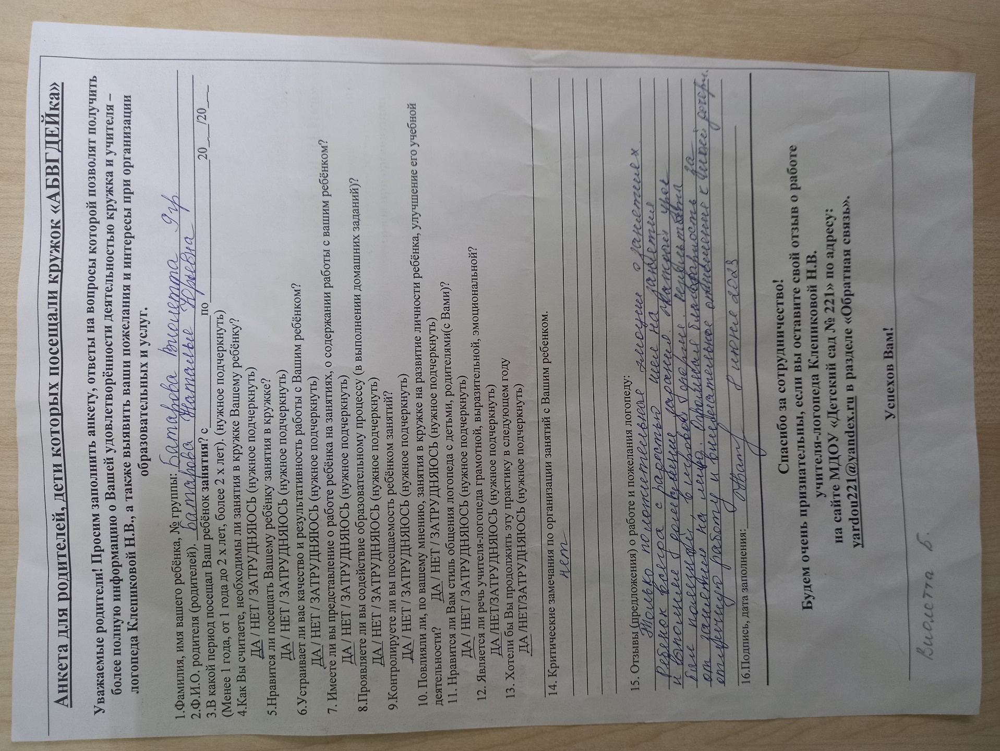 Анкета для родителей, дети которых посещали кружок «АБВГДЕЙка»
Уважаемые родители! Просим заполнить анкету, ответы на вопросы которой позволят получить
более полную информацию о Вашей удовлетворённости деятельностью кружка и учителя –
логопеда Клепиковой Н.В., а также выявить ваши пожелания и интересы при организации
образовательных и услуг.
1.Фамилия, имя вашего ребёнка, № группы: Батарова Виолетта 9гр.
2.Ф.И.О. родителя (родителей). Батарова Наталье Юрьевна
3.В какой период посещал Ваш ребёнок занятия? с____________________по____________________20____/20____
(Менее 1 года, от 1 года до 2 х лет, более 2 х лет). (нужное подчеркнуть)
4.Как Вы считаете, необходимы ли занятия в кружке Вашему ребёнку?
ДА / НЕТ / ЗАТРУДНЯЮСЬ (нужное подчеркнуть)
5.Нравится ли посещать Вашему ребёнку занятия в кружке?
ДА / НЕТ / ЗАТРУДНЯЮСЬ (нужное подчеркнуть)
6.Устраивает ли вас качество и результативность работы с Вашим ребёнком?
ДА / НЕТ / ЗАТРУДНЯЮСЬ (нужное подчеркнуть)
7. Имеете ли вы представление о работе ребёнка на занятиях, о содержании работы с вашим ребёнком?
ДА / НЕТ / ЗАТРУДНЯЮСЬ (нужное подчеркнуть)
8.Проявляете ли вы содействие образовательному процессу (в выполнении домашних заданий)?
ДА / НЕТ / ЗАТРУДНЯЮСЬ (нужное подчеркнуть)
9.Контролируете ли вы посещаемость ребёнком занятий?
ДА / НЕТ / ЗАТРУДНЯЮСЬ (нужное подчеркнуть)
10. Повлияли ли, по вашему мнению, занятия в кружке на развитие личности ребёнка, улучшение его учебной
деятельности? ДА / НЕТ / ЗАТРУДНЯЮСЬ (нужное подчеркнуть)
11. Нравится ли Вам стиль общения логопеда с детьми, родителями(с Вами)?
ДА / НЕТ / ЗАТРУДНЯЮСЬ (нужное подчеркнуть)
12. Является ли речь учителя-логопеда грамотной, выразительной, эмоциональной?
ДА /НЕТ/ЗАТРУДНЯЮСЬ (нужное подчеркнуть)
13. Хотели бы Вы продолжить эту практику в следующем году
ДА /НЕТ/ЗАТРУДНЯЮСЬ (нужное подчеркнуть)
14. Критические замечания по организации занятий с Вашим ребенком.
нет
15. Отзывы (предложения) о работе и пожелания логопеду:
Только положительные эмоции о занятиях
Ребёнок всегда с радостью шел на занятия
и выполнял домашние задания. Каждый урок
был полезный, в игровой форме. Результаты
от занятий на лицо. Огромная благодарность за
отличную работу и внимательное отношение к моей дочери.
16.Подпись, дата заполнения: 8 июня 2023
Спасибо за сотрудничество!
Будем очень признательны, если вы оставите свой отзыв о работе
учителя-логопеда Клепиковой Н.В.
на сайте МДОУ «Детский сад № 221» по адресу:
yardou221@yandex.ru в разделе «Обратная связь».
Успехов Вам!
Виолетта Б.